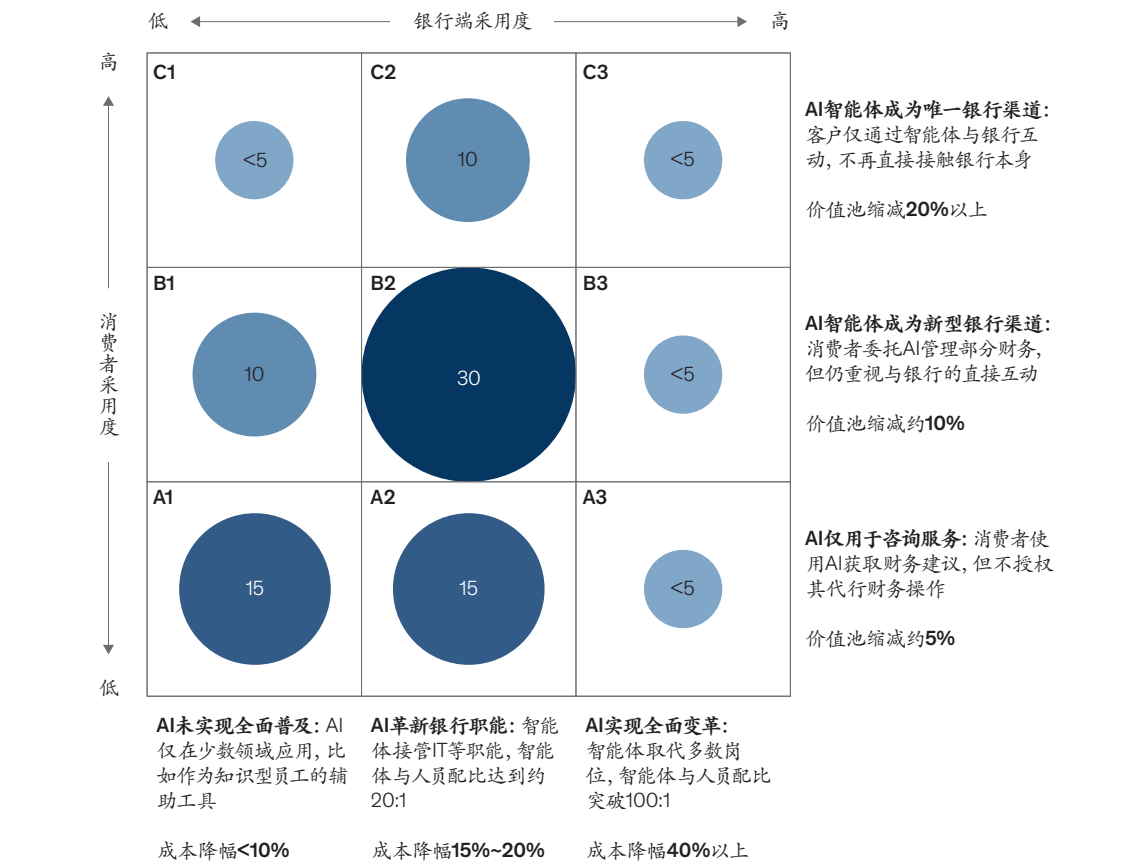 低 银行端采用度 高
高
消费者采用度
低
C1
<5
C2
10
C3
<5
AI智能体成为唯一银行渠道：
客户仅通过智能体与银行互
动，不再直接接触银行本身
价值池缩减20%以上
B1
10
B2
30
B3
<5
AI智能体成为新型银行渠道：
消费者委托AI管理部分财务，
但仍重视与银行的直接互动
价值池缩减约10%
A1
15
A2
15
A3
<5
AI仅用于咨询服务：消费者使
用AI获取财务建议，但不授权
其代行财务操作
价值池缩减约5%
AI未实现全面普及：AI
仅在少数领域应用，比
如作为知识型员工的辅
助工具
成本降幅<10%
AI革新银行职能：智能
体接管IT等职能，智能
体与人员配比达到约
20:1
成本降幅15%~20%
AI实现全面变革：
智能体取代多数岗
位，智能体与人员配比
突破100:1
成本降幅40%以上